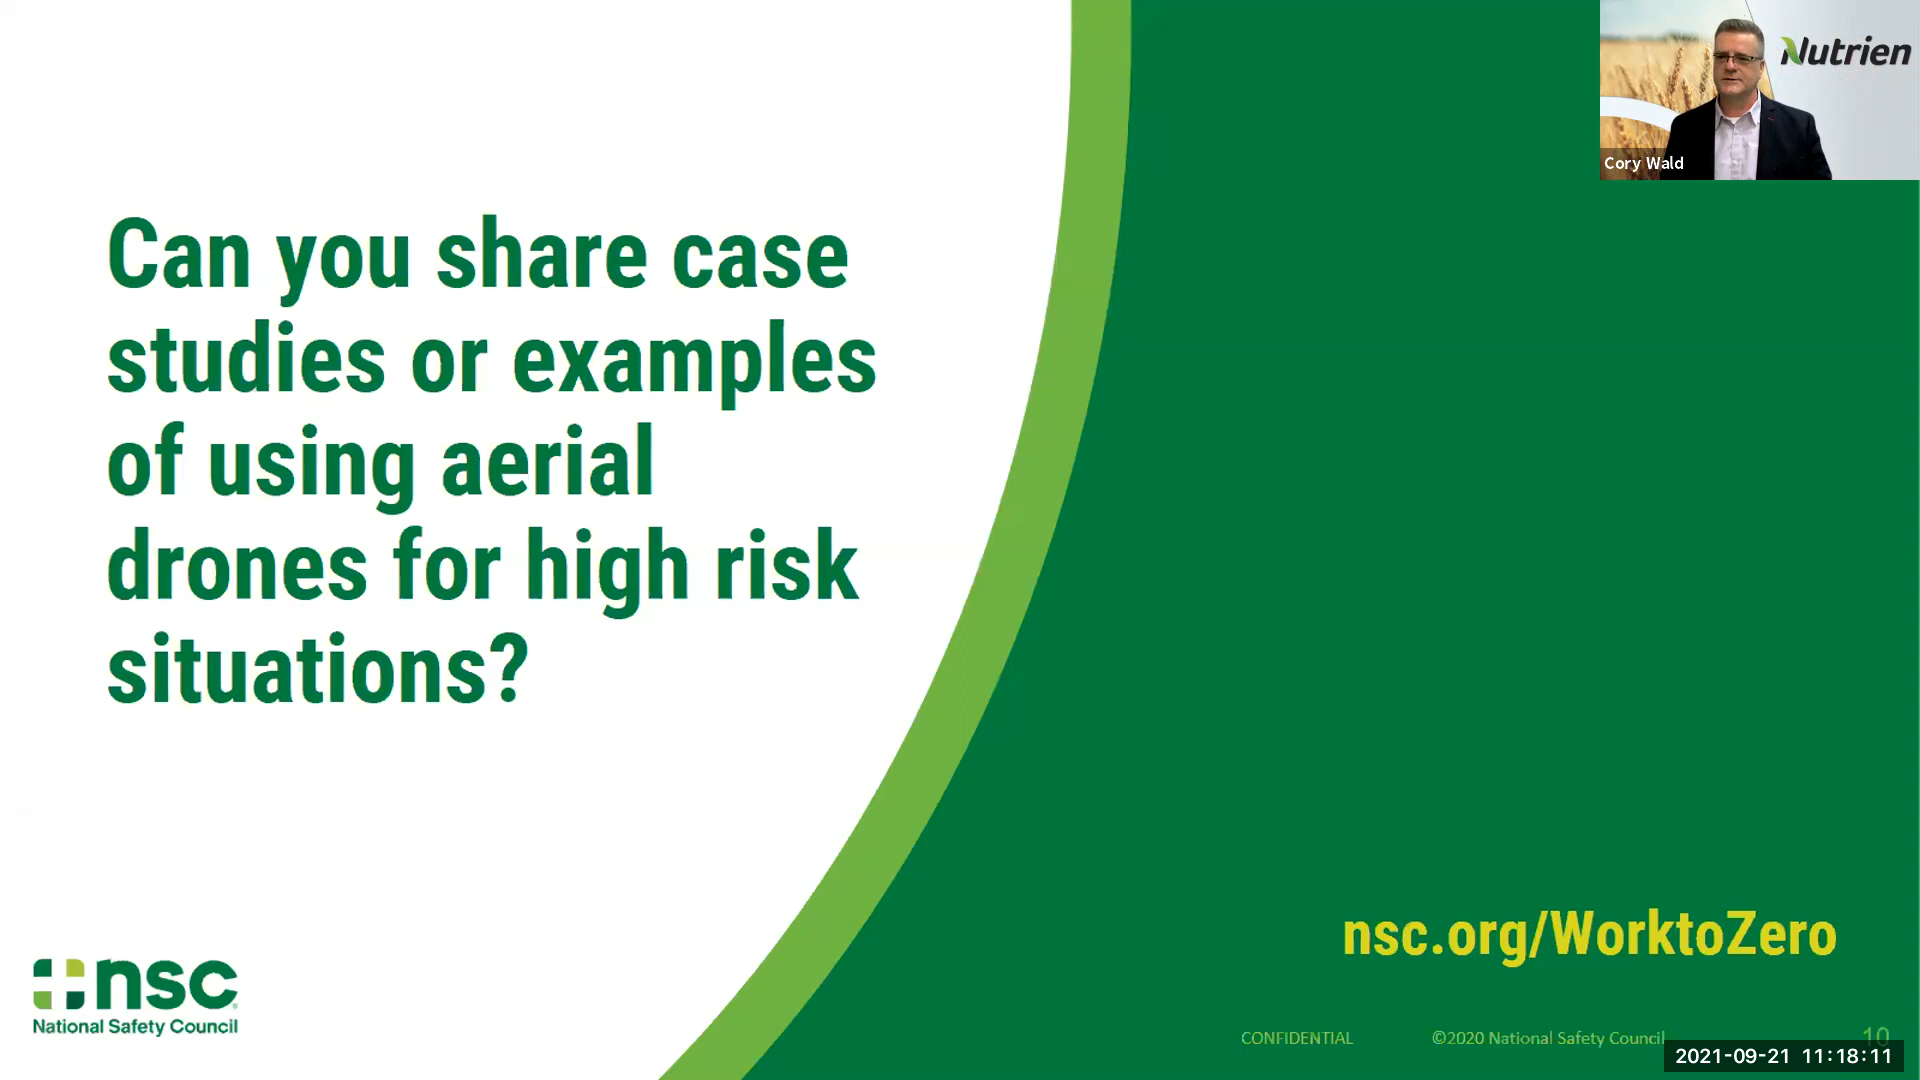 Nutrien
Cory Wald
Can you share case
studies or examples
of using aerial
drones for high risk
situations?
nsc.org/WorktoZero
nsc
National Safety Council
CONFIDENTIAL
©2020 National Safety Council
10
2021-09-21 11:18:11